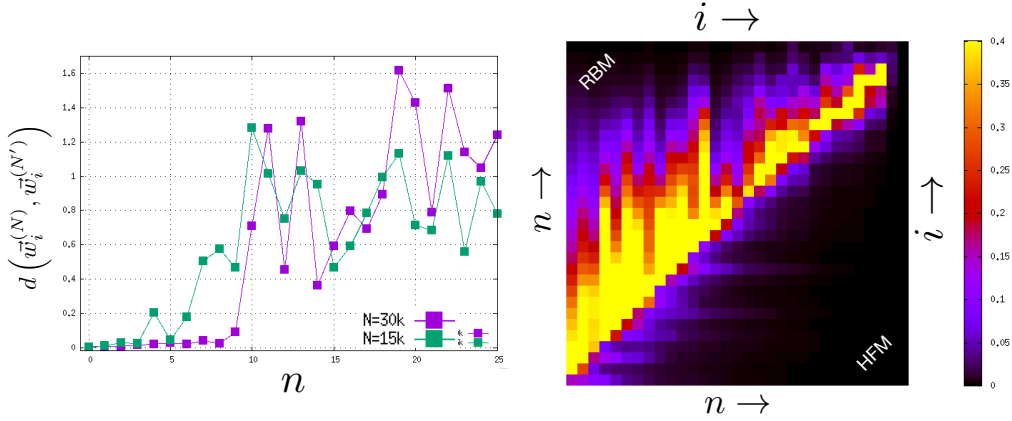 d ( \vec{w}_i^{(N)}, \vec{w}_i^{(N')} )
1.6
1.4
1.2
1
0.8
0.6
0.4
0.2
0
0
5
10
15
20
25
n
N=30k
N=15k
i →
RBM
HFM
n →
n →
i →
0.4
0.35
0.3
0.25
0.2
0.15
0.1
0.05
0